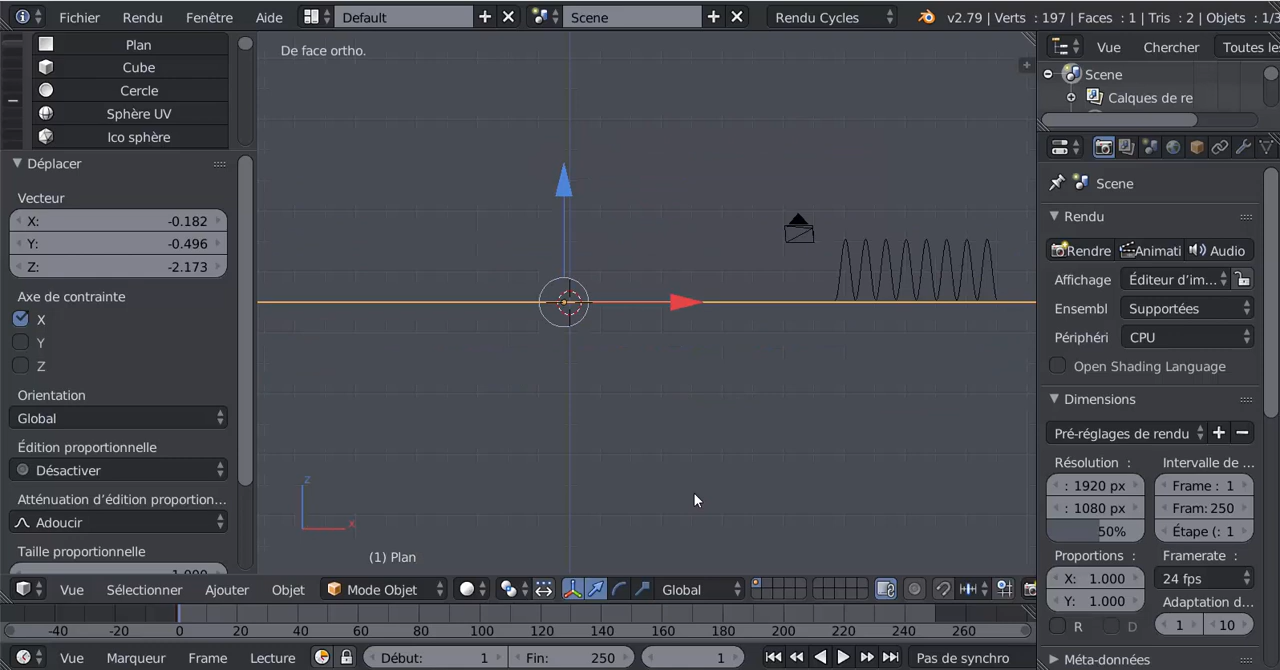 Fichier Rendu Fenêtre Aide Default Scene Rendu Cycles v2.79 | Verts : 197 | Faces : 1 | Tris : 2 | Objets : 1/3
Plan
Cube
Cercle
Sphère UV
Ico sphère
Déplacer
Vecteur
X: -0.182
Y: -0.496
Z: -2.173
Axe de contrainte
X
Y
Z
Orientation
Global
Édition proportionnelle
Désactiver
Atténuation d’édition proportion...
Adoucir
Taille proportionnelle
De face ortho.
z
x
(1) Plan
Vue Sélectionner Ajouter Objet Mode Objet Global
-40 -20 0 20 40 60 80 100 120 140 160 180 200 220 240 260
Vue Marqueur Frame Lecture Début: 1 Fin: 250 1 Pas de synchro
Vue Chercher Toutes les
Scene
Calques de re
Scene
Rendu
Rendre Animati Audio
Affichage Éditeur d’im...
Ensembl Supportées
Périphéri CPU
Open Shading Language
Dimensions
Pré-réglages de rendu
Résolution : Intervalle de ...
: 1920 px Frame : 1
: 1080 px Fram: 250
50% Étape (: 1
Proportions : Framerate :
X: 1.000 24 fps
Y: 1.000 Adaptation d...
R D 1 10
Méta-données